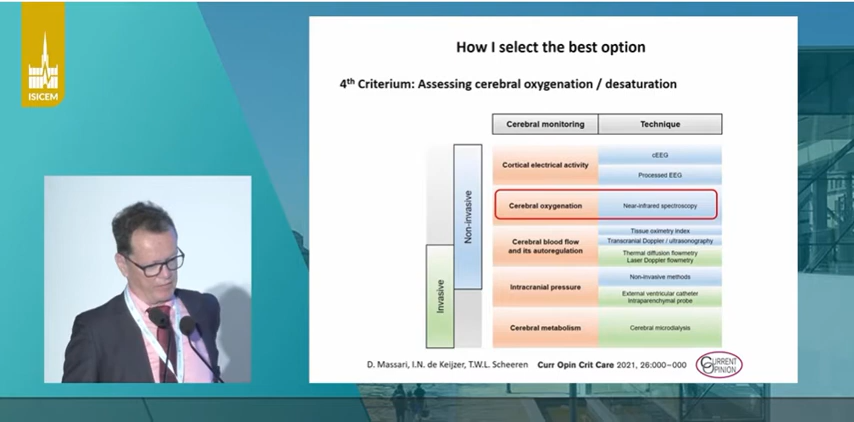 ISICEM
How I select the best option
4th Criterium: Assessing cerebral oxygenation / desaturation
Cerebral monitoring Technique
Non-invasive
Invasive
Cortical electrical activity
cEEG
Processed EEG
Cerebral oxygenation Near-infrared spectroscopy
Cerebral blood flow
and its autoregulation
Tissue oximetry index
Transcranial Doppler / ultrasonography
Thermal diffusion flowmetry
Laser Doppler flowmetry
Intracranial pressure
Non-invasive methods
External ventricular catheter
Intraparenchymal probe
Cerebral metabolism Cerebral microdialysis
D. Massari, I.N. de Keijzer, T.W.L. Scheeren Curr Opin Crit Care 2021, 26:000–000
CURRENT
OPINION